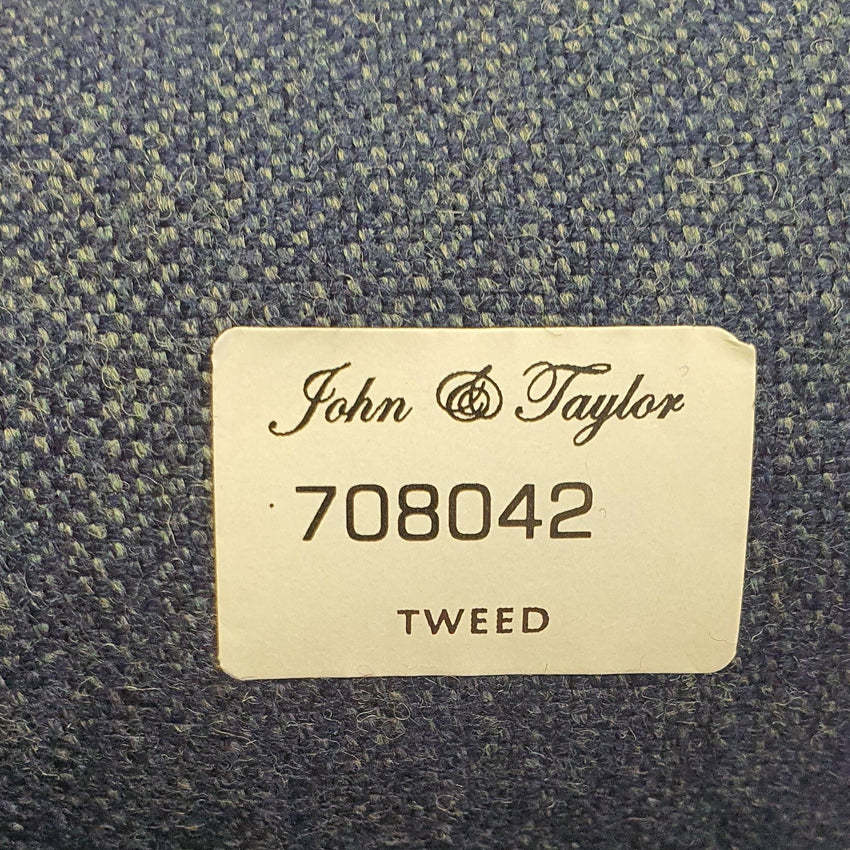 John & Taylor
708042
TWEED